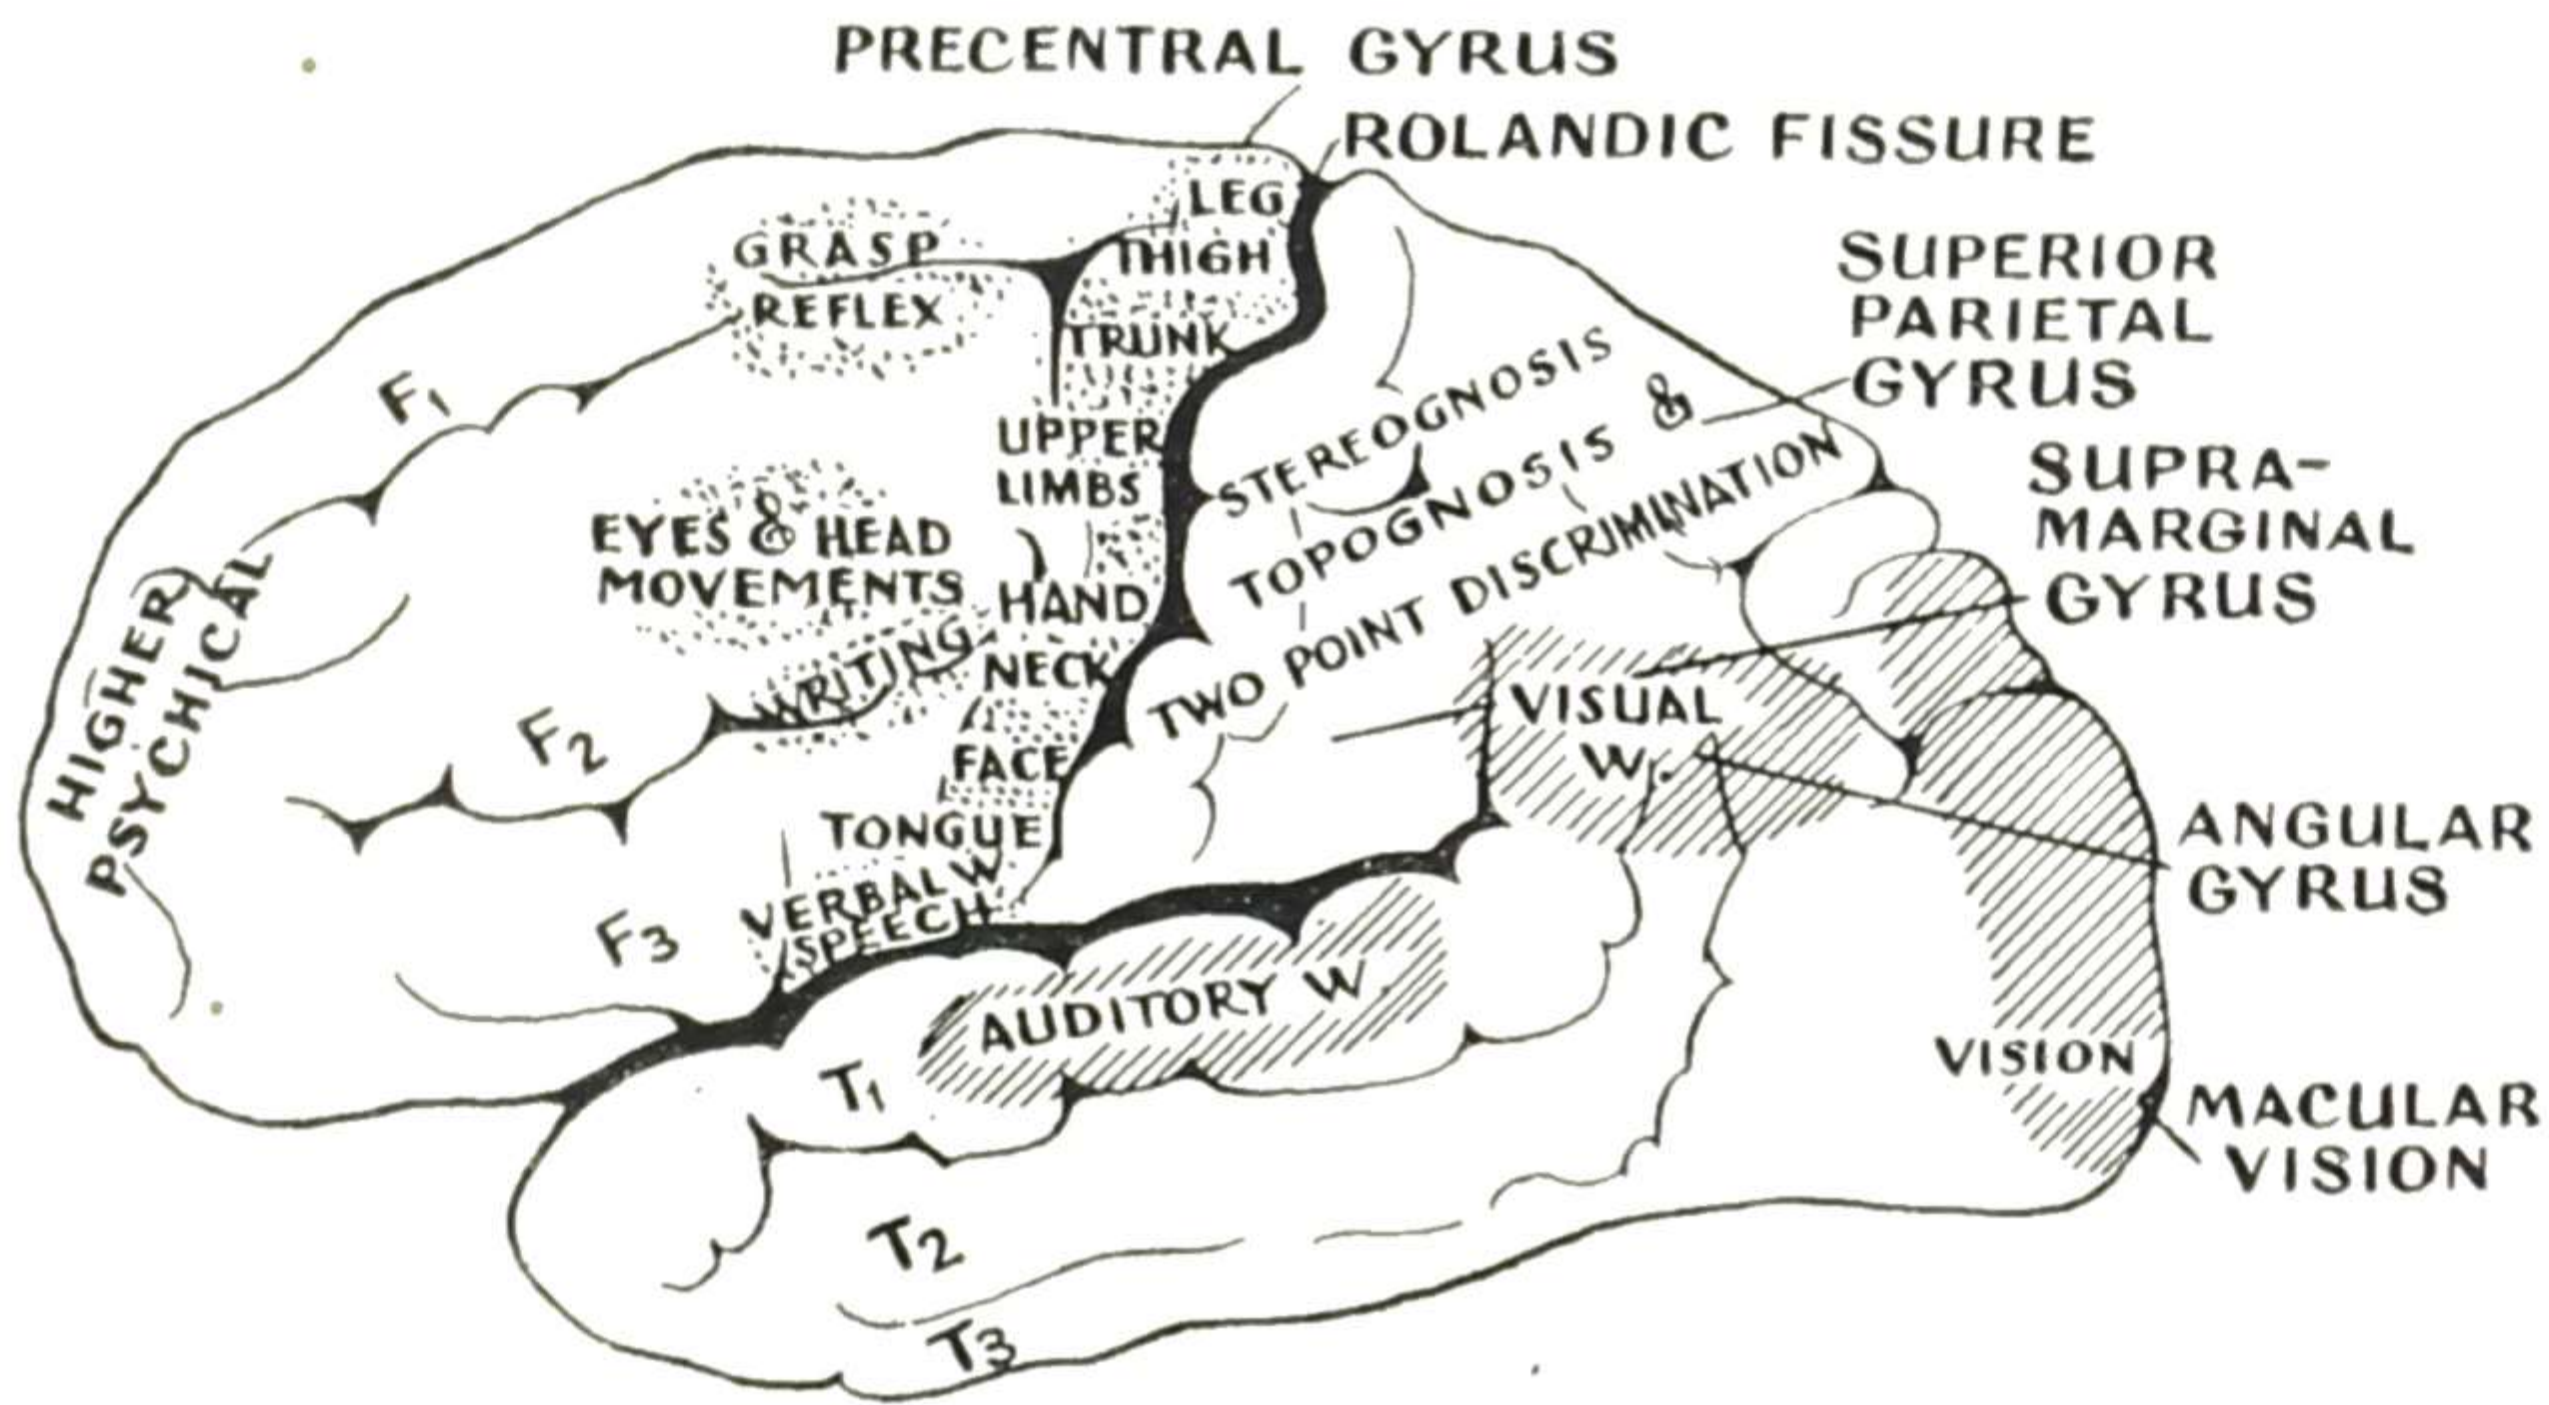 PRECENTRAL GYRUS
ROLANDIC FISSURE
LEG
THIGH
TRUNK
UPPER
LIMBS
HAND
NECK
FACE
TONGUE
VERBAL W
SPEECH
GRASP
REFLEX
EYES & HEAD
MOVEMENTS
WRITING
F1
F2
F3
HIGHER
PSYCHICAL
STEREOGNOSIS
TOPOGNOSIS &
TWO POINT DISCRIMINATION
SUPERIOR
PARIETAL
GYRUS
SUPRA-
MARGINAL
GYRUS
VISUAL
W.
ANGULAR
GYRUS
AUDITORY W.
VISION
MACULAR
VISION
T1
T2
T3